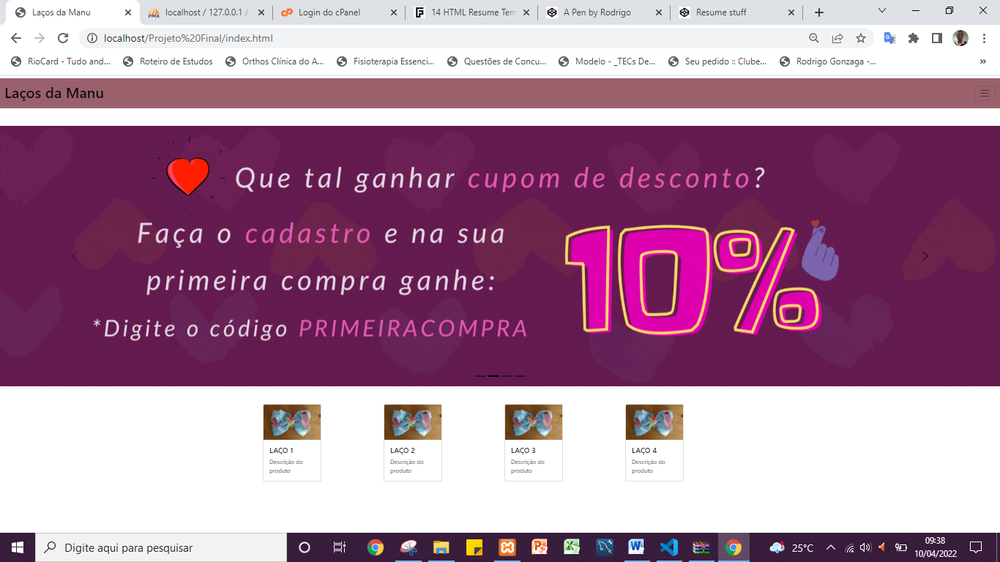 Laços da Manu
localhost / 127.0.0.1 /
Login do cPanel
14 HTML Resume Tem
A Pen by Rodrigo
Resume stuff
localhost/Projeto%20Final/index.html
RioCard - Tudo and...
Roteiro de Estudos
Orthos Clínica do A...
Fisioterapia Essenci...
Questões de Concu...
Modelo - _TECs De...
Seu pedido :: Clube...
Rodrigo Gonzaga -...
»
Laços da Manu
Que tal ganhar cupom de desconto?
Faça o cadastro e na sua
primeira compra ganhe:
*Digite o código PRIMEIRACOMPRA
10%
LAÇO 1
Descrição do
produto
LAÇO 2
Descrição do
produto
LAÇO 3
Descrição do
produto
LAÇO 4
Descrição do
produto
Digite aqui para pesquisar
25°C
09:38
10/04/2022